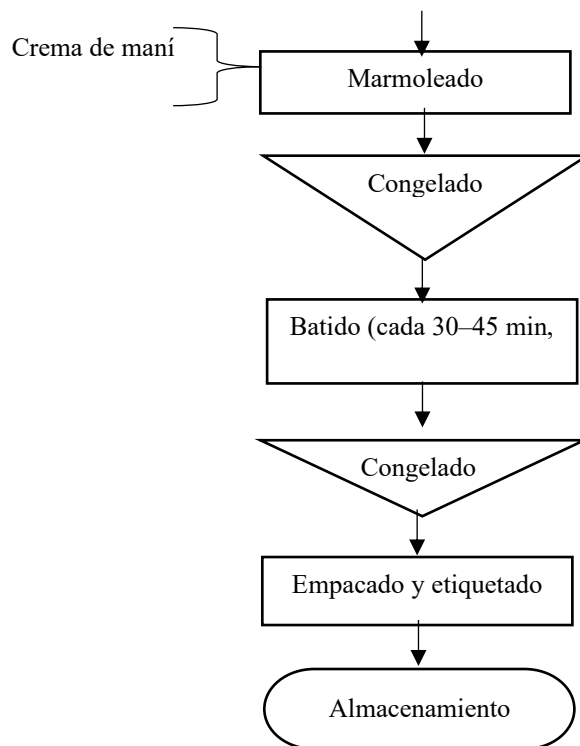 Crema de maní
Marmoleado
Congelado
Batido (cada 30–45 min,
Congelado
Empacado y etiquetado
Almacenamiento